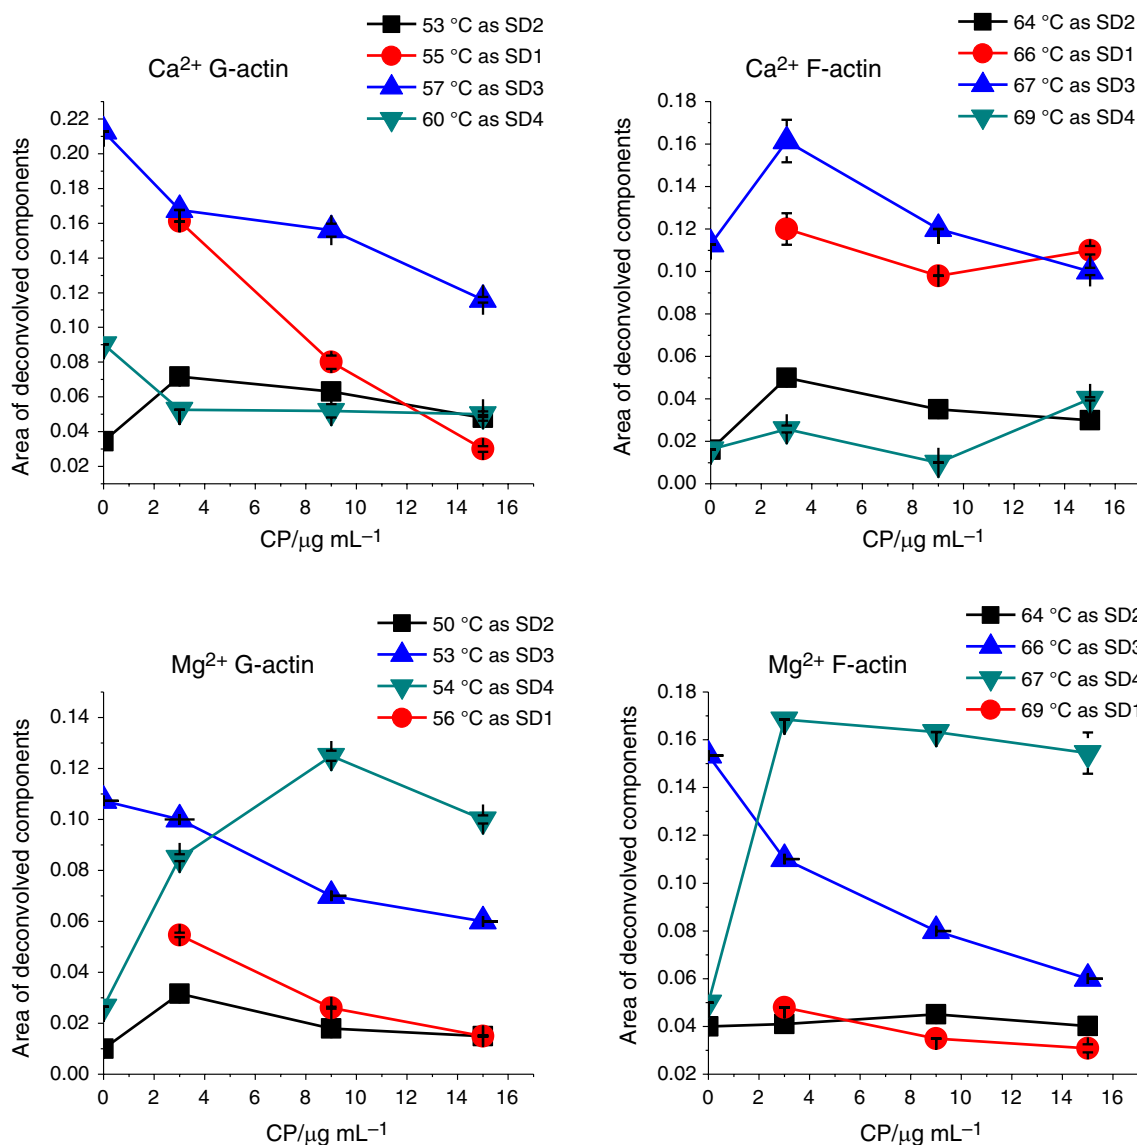 53 °C as SD2
55 °C as SD1
57 °C as SD3
60 °C as SD4
Ca2+ G-actin
Area of deconvolved components
0.22
0.20
0.18
0.16
0.14
0.12
0.10
0.08
0.06
0.04
0.02
0 2 4 6 8 10 12 14 16
CP/μg mL–1
64 °C as SD2
66 °C as SD1
67 °C as SD3
69 °C as SD4
Ca2+ F-actin
Area of deconvolved components
0.18
0.16
0.14
0.12
0.10
0.08
0.06
0.04
0.02
0.00
0 2 4 6 8 10 12 14 16
CP/μg mL–1
50 °C as SD2
53 °C as SD3
54 °C as SD4
56 °C as SD1
Mg2+ G-actin
Area of deconvolved components
0.14
0.12
0.10
0.08
0.06
0.04
0.02
0.00
0 2 4 6 8 10 12 14 16
CP/μg mL–1
64 °C as SD2
66 °C as SD3
67 °C as SD4
69 °C as SD1
Mg2+ F-actin
Area of deconvolved components
0.18
0.16
0.14
0.12
0.10
0.08
0.06
0.04
0.02
0 2 4 6 8 10 12 14 16
CP/μg mL–1